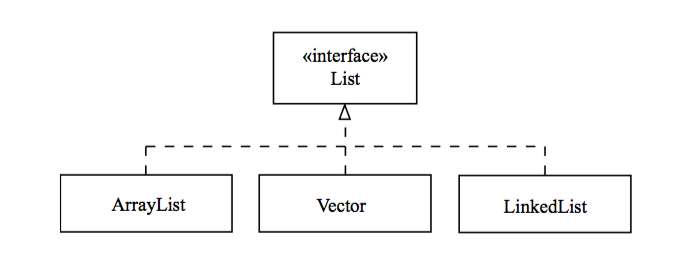 «interface»
List
ArrayList
Vector
LinkedList